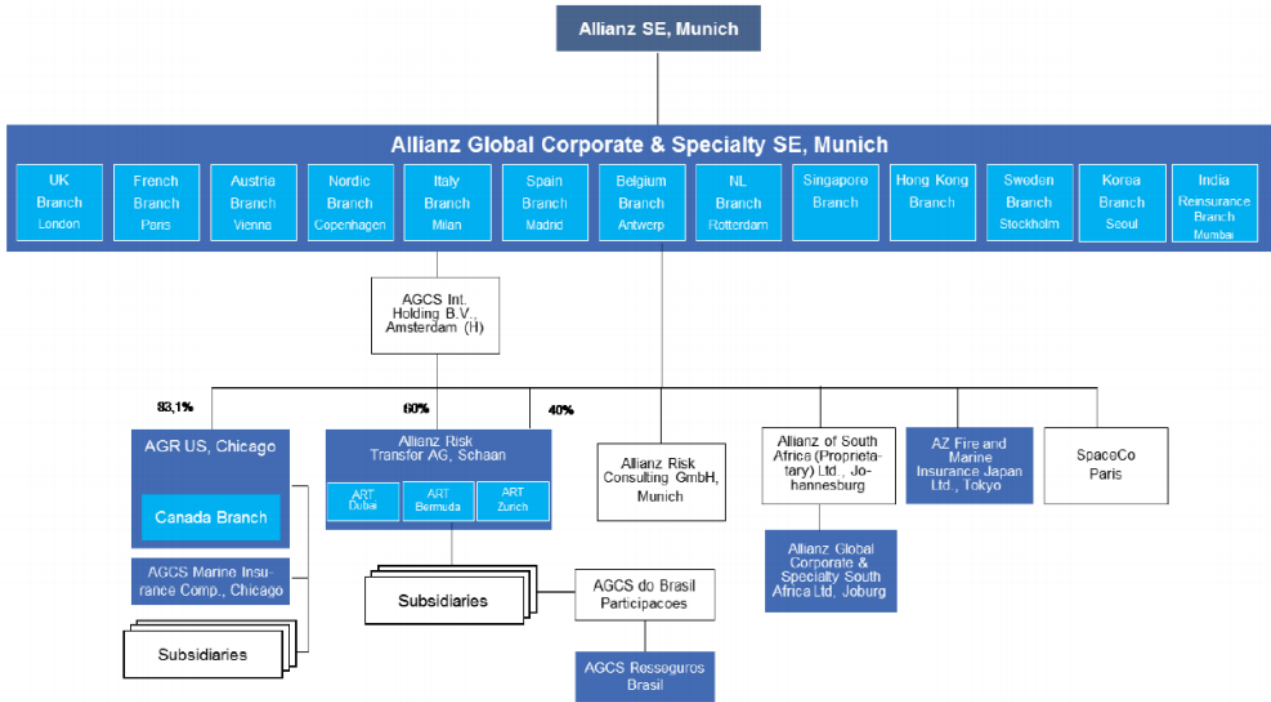 Allianz SE, Munich
Allianz Global Corporate & Specialty SE, Munich
UK
Branch
London
French
Branch
Paris
Austria
Branch
Vienna
Nordic
Branch
Copenhagen
Italy
Branch
Milan
Spain
Branch
Madrid
Belgium
Branch
Antwerp
NL
Branch
Rotterdam
Singapore
Branch
Hong Kong
Branch
Sweden
Branch
Stockholm
Korea
Branch
Seoul
India
Reinsurance
Branch
Mumbai
AGCS Int.
Holding B.V.,
Amsterdam (H)
83,1%
60%
40%
AGR US, Chicago
Canada Branch
AGCS Marine Insu-
rance Comp., Chicago
Subsidiaries
Allianz Risk
Transfer AG, Schaan
ART
Dubai
ART
Bermuda
ART
Zurich
Subsidiaries
AGCS do Brasil
Participacoes
AGCS Resseguros
Brasil
Allianz Risk
Consulting GmbH,
Munich
Allianz of South
Africa (Proprieta-
tary) Ltd., Jo-
hannesburg
Allianz Global
Corporate &
Specialty South
Africa Ltd, Joburg
AZ Fire and
Marine
Insurance Japan
Ltd., Tokyo
SpaceCo
Paris